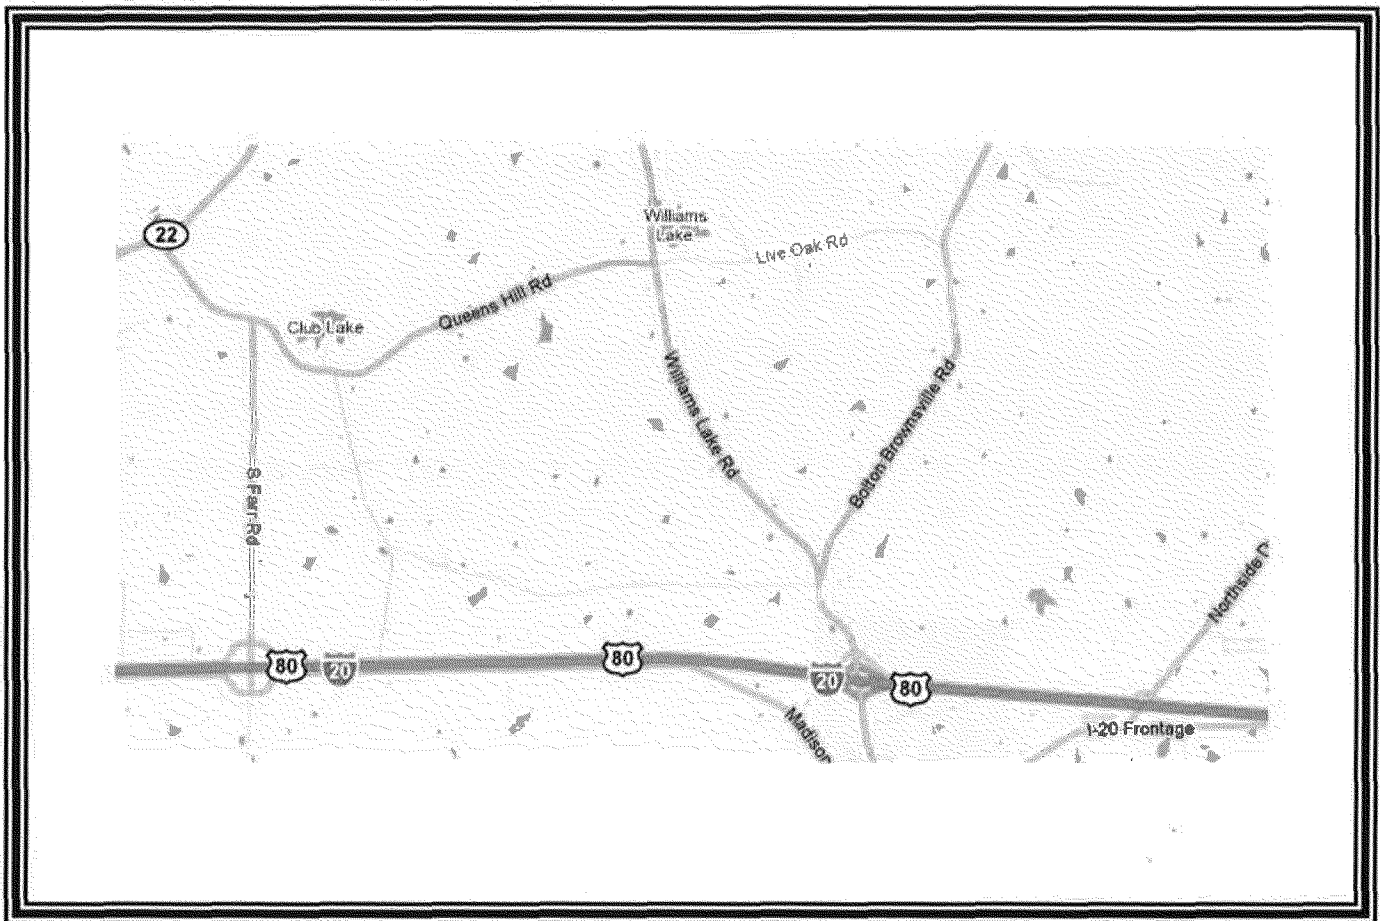 Williams
Lake
22
Live Oak Rd
Queens Hill Rd
Club Lake
Williams Lake Rd
Bolton Brownsville Rd
S Farr Rd
Northside
80
20
80
20
80
Madison
I-20 Frontage